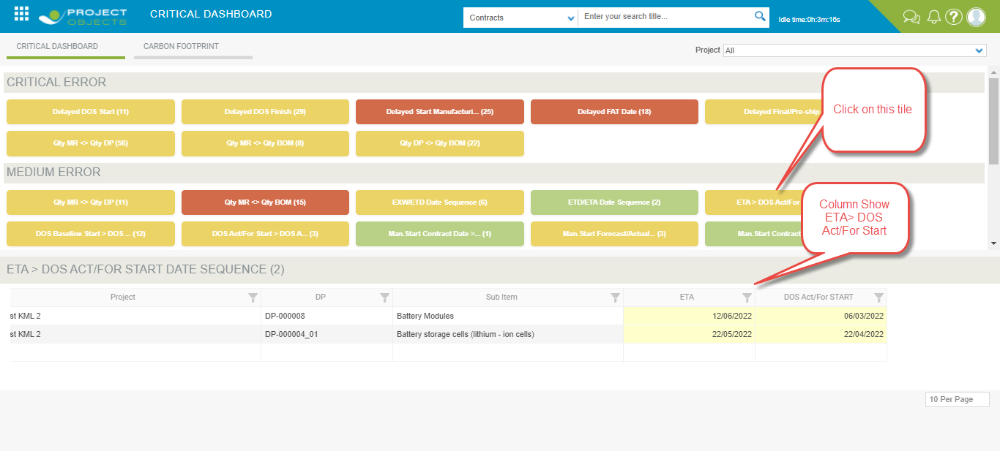 PROJECT
OBJECTS
CRITICAL DASHBOARD
Contracts
Enter your search title...
Idle time:0h:3m:16s
CRITICAL DASHBOARD
CARBON FOOTPRINT
Project
All
CRITICAL ERROR
Delayed DOS Start (11)
Delayed DOS Finish (29)
Delayed Start Manufacturi... (25)
Delayed FAT Date (18)
Delayed Final/Pre-ship
Click on this tile
Qty MR <> Qty DP (56)
Qty MR <> Qty BOM (8)
Qty DP <> Qty BOM (22)
MEDIUM ERROR
Qty MR <> Qty DP (11)
Qty MR <> Qty BOM (15)
EXW/ETD Date Sequence (6)
ETD/ETA Date Sequence (2)
ETA > DOS Act/For
Column Show
ETA> DOS
Act/For Start
DOS Baseline Start > DOS ... (12)
DOS Act/For Start > DOS A... (3)
Man.Start Contract Date >... (1)
Man.Start Forecast/Actual... (3)
Man.Start Contract
ETA > DOS ACT/FOR START DATE SEQUENCE (2)
Project
DP
Sub Item
ETA
DOS Act/For START
st KML 2
DP-000008
Battery Modules
12/06/2022
06/03/2022
st KML 2
DP-000004_01
Battery storage cells (lithium - ion cells)
22/05/2022
22/04/2022
10 Per Page